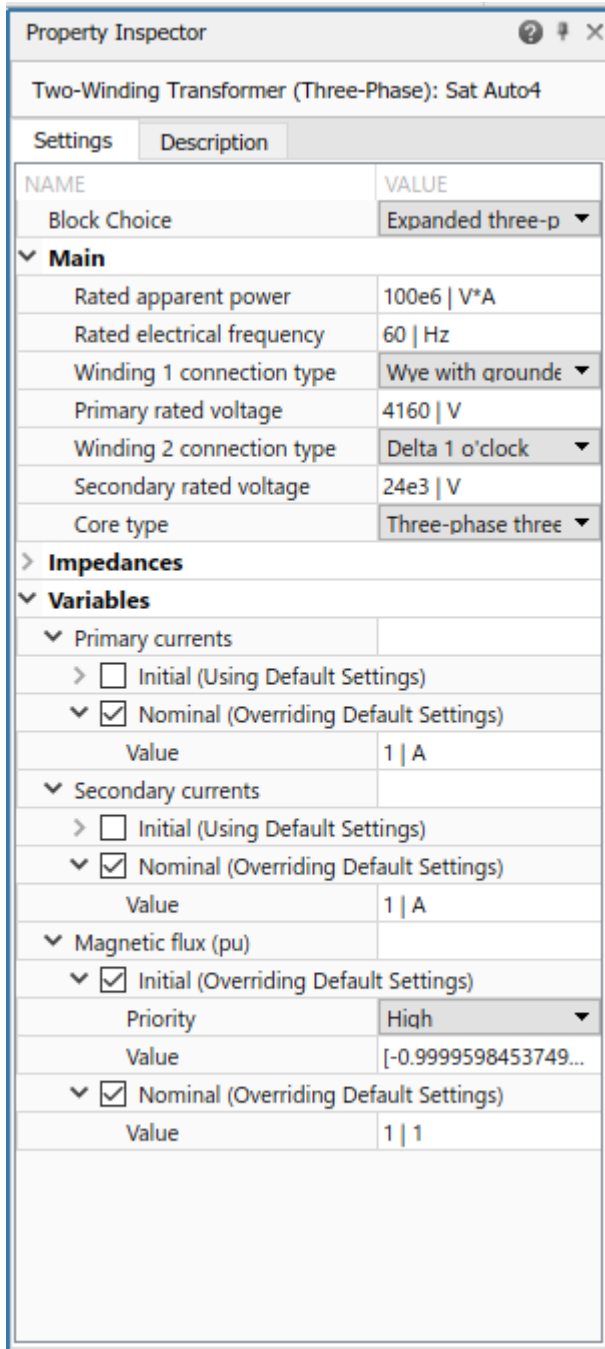 Property Inspector
Two-Winding Transformer (Three-Phase): Sat Auto4
Settings Description
NAME VALUE
Block Choice Expanded three-p
Main
Rated apparent power 100e6 | V*A
Rated electrical frequency 60 | Hz
Winding 1 connection type Wye with grounde
Primary rated voltage 4160 | V
Winding 2 connection type Delta 1 o'clock
Secondary rated voltage 24e3 | V
Core type Three-phase three
Impedances
Variables
Primary currents
Initial (Using Default Settings)
Nominal (Overriding Default Settings)
Value 1 | A
Secondary currents
Initial (Using Default Settings)
Nominal (Overriding Default Settings)
Value 1 | A
Magnetic flux (pu)
Initial (Overriding Default Settings)
Priority High
Value [-0.9999598453749...
Nominal (Overriding Default Settings)
Value 1 | 1